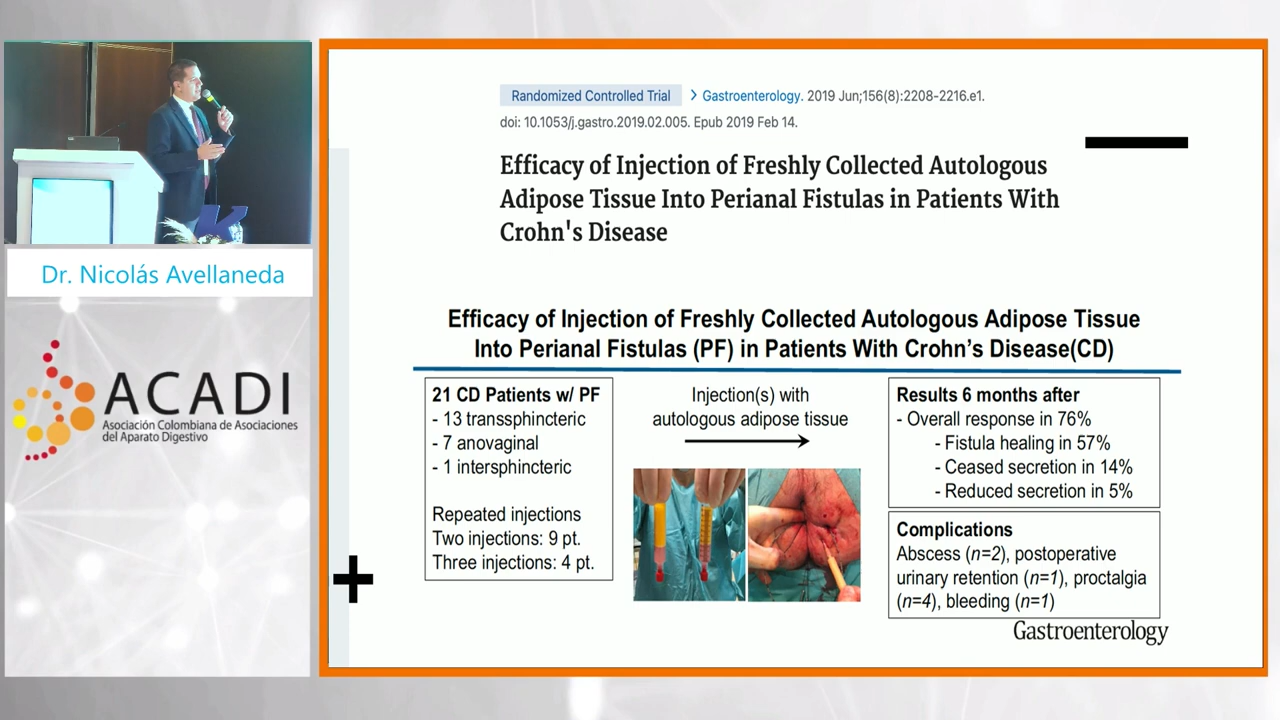 Dr. Nicolás Avellaneda
ACADI
Asociación Colombiana de Asociaciones
del Aparato Digestivo
Randomized Controlled Trial > Gastroenterology. 2019 Jun;156(8):2208-2216.e1.
doi: 10.1053/j.gastro.2019.02.005. Epub 2019 Feb 14.
Efficacy of Injection of Freshly Collected Autologous
Adipose Tissue Into Perianal Fistulas in Patients With
Crohn's Disease
Efficacy of Injection of Freshly Collected Autologous Adipose Tissue
Into Perianal Fistulas (PF) in Patients With Crohn's Disease(CD)
21 CD Patients w/ PF
- 13 transsphincteric
- 7 anovaginal
- 1 intersphincteric
Repeated injections
Two injections: 9 pt.
Three injections: 4 pt.
Injection(s) with
autologous adipose tissue
Results 6 months after
- Overall response in 76%
- Fistula healing in 57%
- Ceased secretion in 14%
- Reduced secretion in 5%
Complications
Abscess (n=2), postoperative
urinary retention (n=1), proctalgia
(n=4), bleeding (n=1)
Gastroenterology